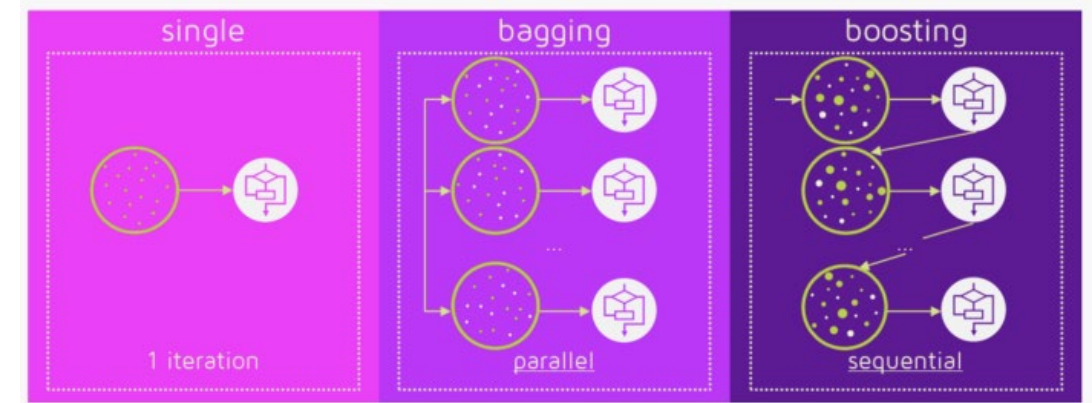 single
1 iteration
bagging
...
parallel
boosting
...
sequential